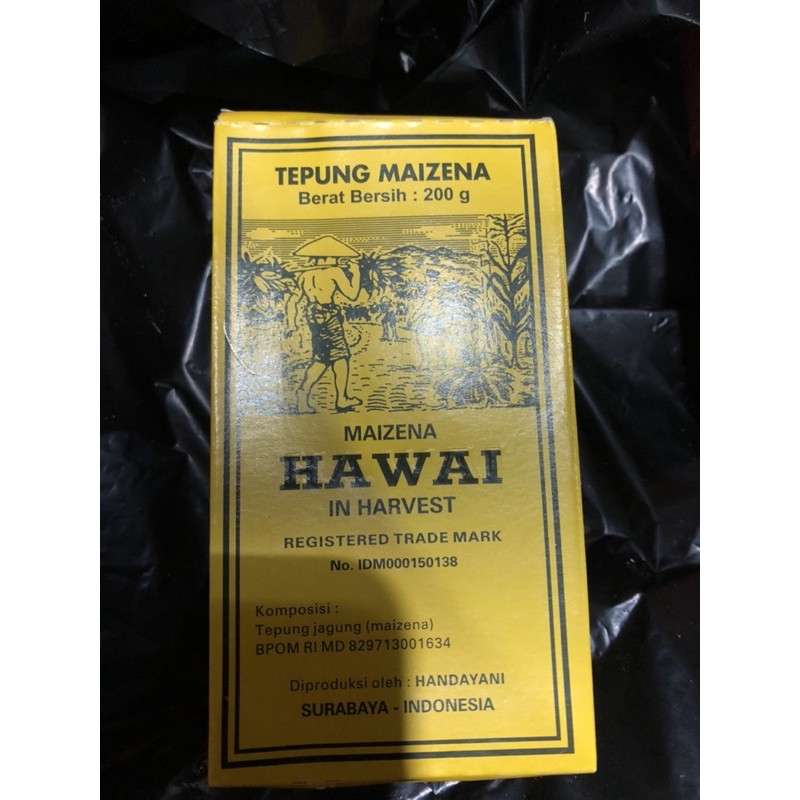 TEPUNG MAIZENA
Berat Bersih : 200 g
MAIZENA
HAWAI
IN HARVEST
REGISTERED TRADE MARK
No. IDM000150138
Komposisi :
Tepung jagung (maizena)
BPOM RI MD 829713001634
Diproduksi oleh : HANDAYANI
SURABAYA - INDONESIA